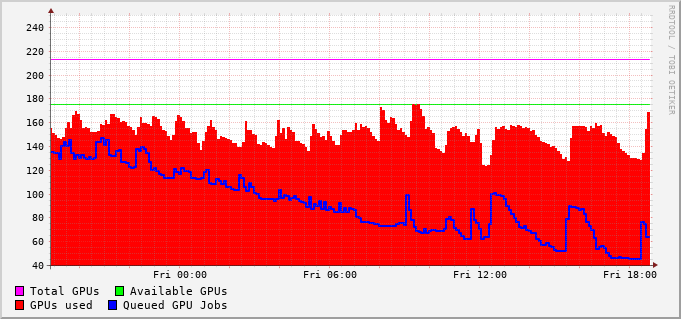 RRDTOOL / TOBI OETIKER
240
220
200
180
160
140
120
100
80
60
40
Fri 00:00 Fri 06:00 Fri 12:00 Fri 18:00
Total GPUs Available GPUs
GPUs used Queued GPU Jobs